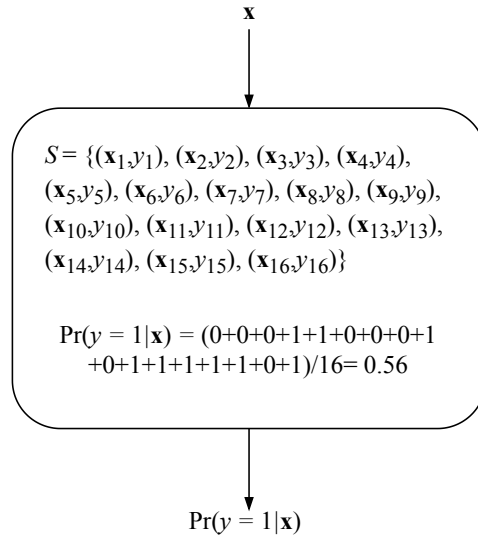 x
S = {(x₁,y₁), (x₂,y₂), (x₃,y₃), (x₄,y₄),
(x₅,y₅), (x₆,y₆), (x₇,y₇), (x₈,y₈), (x₉,y₉),
(x₁₀,y₁₀), (x₁₁,y₁₁), (x₁₂,y₁₂), (x₁₃,y₁₃),
(x₁₄,y₁₄), (x₁₅,y₁₅), (x₁₆,y₁₆)}
Pr(y = 1|x) = (0+0+0+1+1+0+0+0+1
+0+1+1+1+1+1+0+1)/16= 0.56
Pr(y = 1|x)